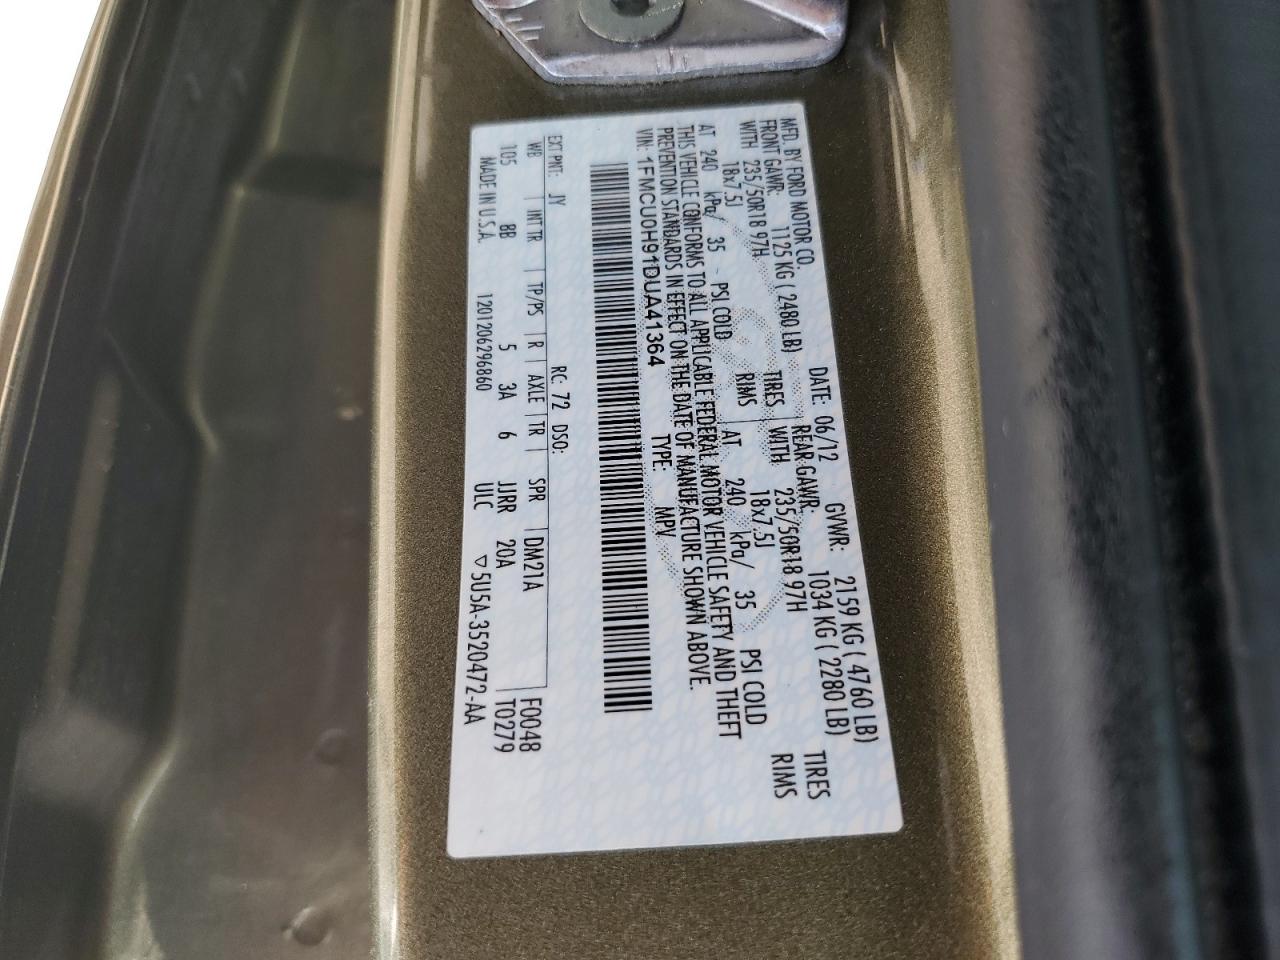 MFD. BY FORD MOTOR CO. DATE: 06/12 GVWR: 2159 KG ( 4760 LB)
FRONT GAWR: 1125 KG ( 2480 LB) REAR GAWR: 1034 KG ( 2280 LB)
WITH 235/50R18 97H TIRES WITH 235/50R18 97H TIRES
18x7.5J RIMS 18x7.5J RIMS
AT 240 kPa/ 35 PSI COLD AT 240 kPa/ 35 PSI COLD
THIS VEHICLE CONFORMS TO ALL APPLICABLE FEDERAL MOTOR VEHICLE SAFETY AND THEFT
PREVENTION STANDARDS IN EFFECT ON THE DATE OF MANUFACTURE SHOWN ABOVE.
VIN: 1FMCU0H91DUA41364 TYPE: MPV
EXT PNT: JY RC: 72 DSO: F0048
WB INT TR TP/PS R AXLE TR SPR DM21A T0279
105 8B 5 3A 6 JJRR 20A
MADE IN U.S.A. 120120629686​0 ULC ▽5U5A-3520472-AA